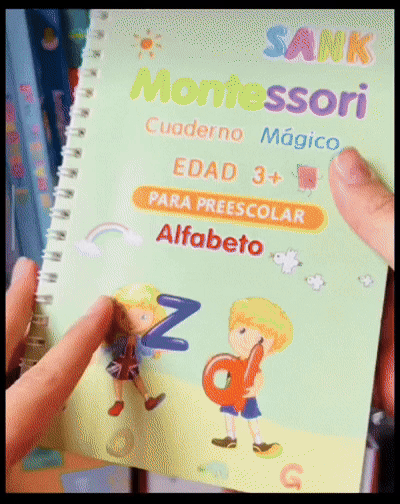 SANK
Montessori
Cuaderno Mágico
EDAD 3+
PARA PREESCOLAR
Alfabeto
Z
d
G